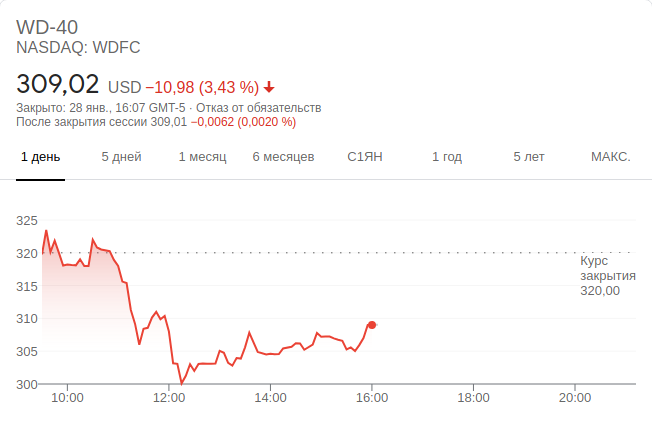 WD-40
NASDAQ: WDFC
309,02 USD −10,98 (3,43 %)
Закрыто: 28 янв., 16:07 GMT-5 · Отказ от обязательств
После закрытия сессии 309,01 −0,0062 (0,0020 %)
1 день 5 дней 1 месяц 6 месяцев С1ЯН 1 год 5 лет МАКС.
325
320
315
310
305
300
Курс
закрытия
320,00
10:00 12:00 14:00 16:00 18:00 20:00